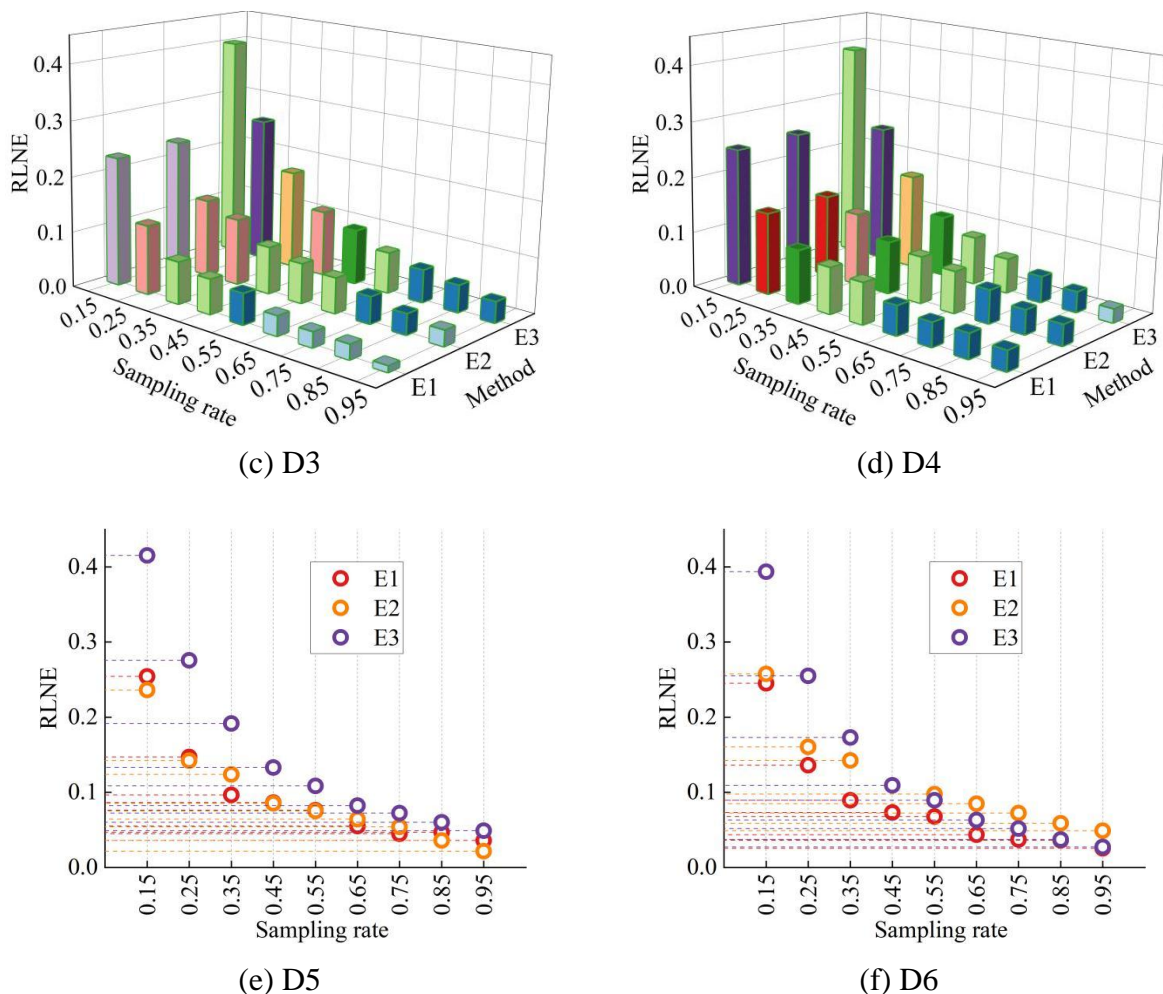 0.4
0.3
0.2
0.1
0.0
RLNE
0.15
0.25
0.35
0.45
0.55
0.65
0.75
0.85
0.95
Sampling rate
E1
E2
E3
Method
(c) D3
0.4
0.3
0.2
0.1
0.0
RLNE
0.15
0.25
0.35
0.45
0.55
0.65
0.75
0.85
0.95
Sampling rate
E1
E2
E3
Method
(d) D4
0.4
0.3
0.2
0.1
0.0
RLNE
E1
E2
E3
0.15
0.25
0.35
0.45
0.55
0.65
0.75
0.85
0.95
Sampling rate
(e) D5
0.4
0.3
0.2
0.1
0.0
RLNE
E1
E2
E3
0.15
0.25
0.35
0.45
0.55
0.65
0.75
0.85
0.95
Sampling rate
(f) D6